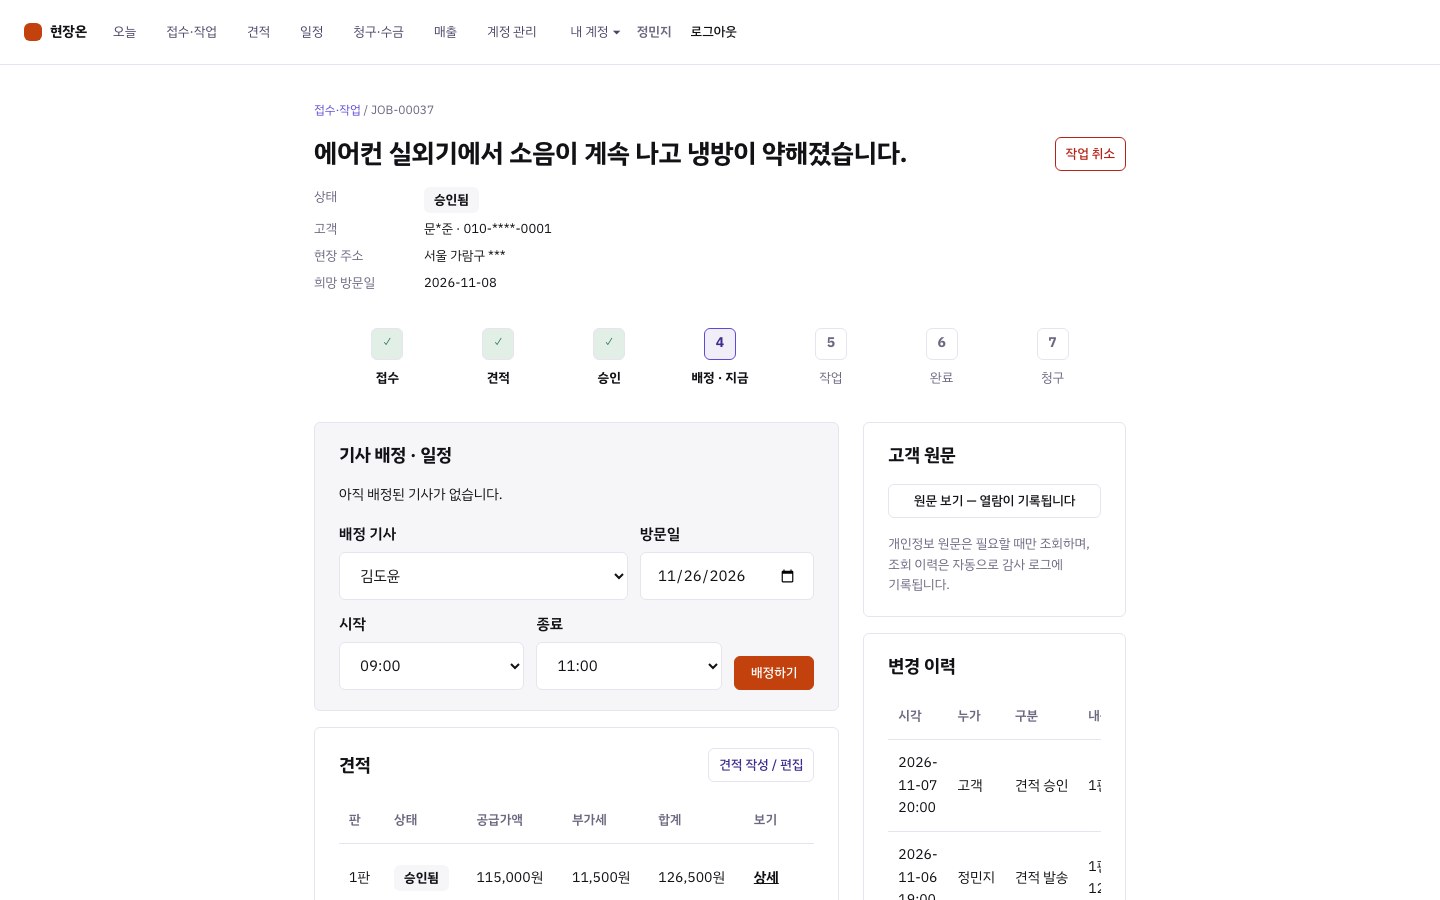 현장온 오늘 접수·작업 견적 일정 청구·수금 매출 계정 관리 내 계정 정민지 로그아웃
접수·작업 / JOB-00037
에어컨 실외기에서 소음이 계속 나고 냉방이 약해졌습니다.
작업 취소
상태 승인됨
고객 문*준 · 010-****-0001
현장 주소 서울 가람구 ***
희망 방문일 2026-11-08
✓ ✓ ✓ 4 5 6 7
접수 견적 승인 배정 · 지금 작업 완료 청구
기사 배정 · 일정
아직 배정된 기사가 없습니다.
배정 기사 방문일
김도윤 11/26/2026
시작 종료
09:00 11:00 배정하기
견적 견적 작성 / 편집
판 상태 공급가액 부가세 합계 보기
1판 승인됨 115,000원 11,500원 126,500원 상세
고객 원문
원문 보기 — 열람이 기록됩니다
개인정보 원문은 필요할 때만 조회하며,
조회 이력은 자동으로 감사 로그에
기록됩니다.
변경 이력
시각 누가 구분
2026-
11-07 고객 견적 승인
20:00
2026-
11-06 정민지 견적 발송
19:00